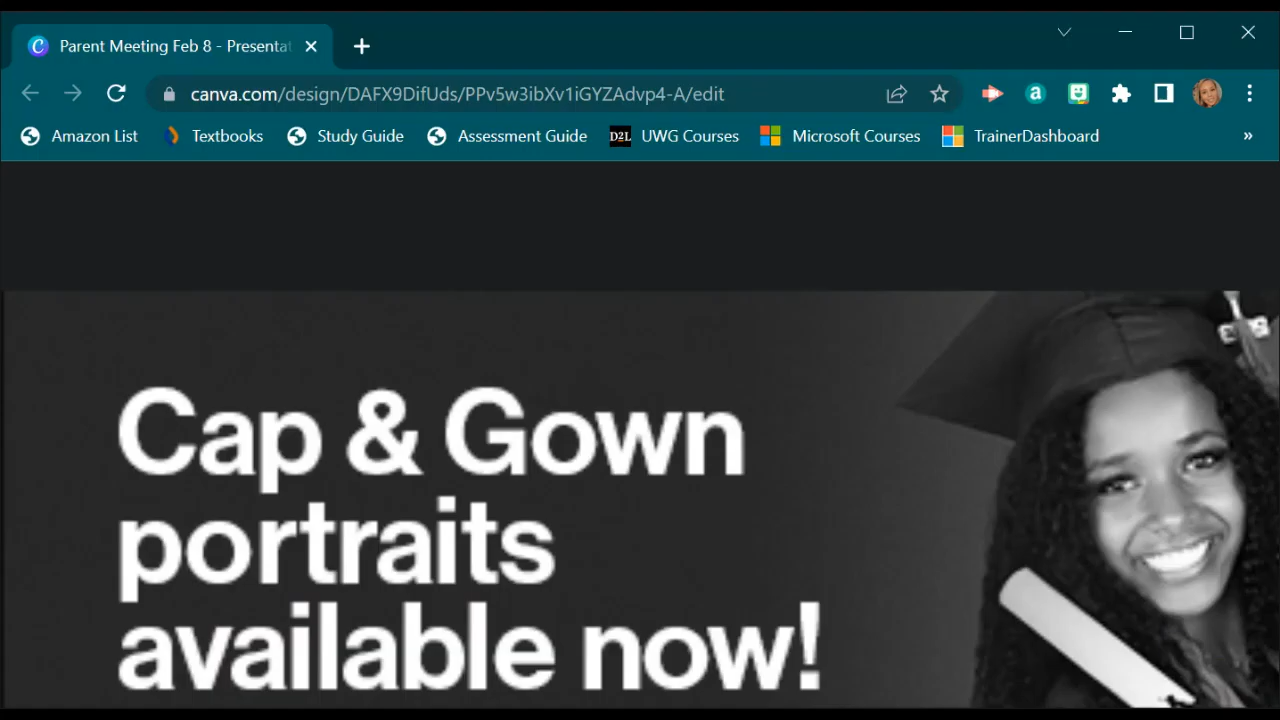 Parent Meeting Feb 8 - Presentat
canva.com/design/DAFX9DifUds/PPv5w3ibXv1iGYZAdvp4-A/edit
Amazon List Textbooks Study Guide Assessment Guide D2L UWG Courses Microsoft Courses TrainerDashboard »
Cap & Gown
portraits
available now!